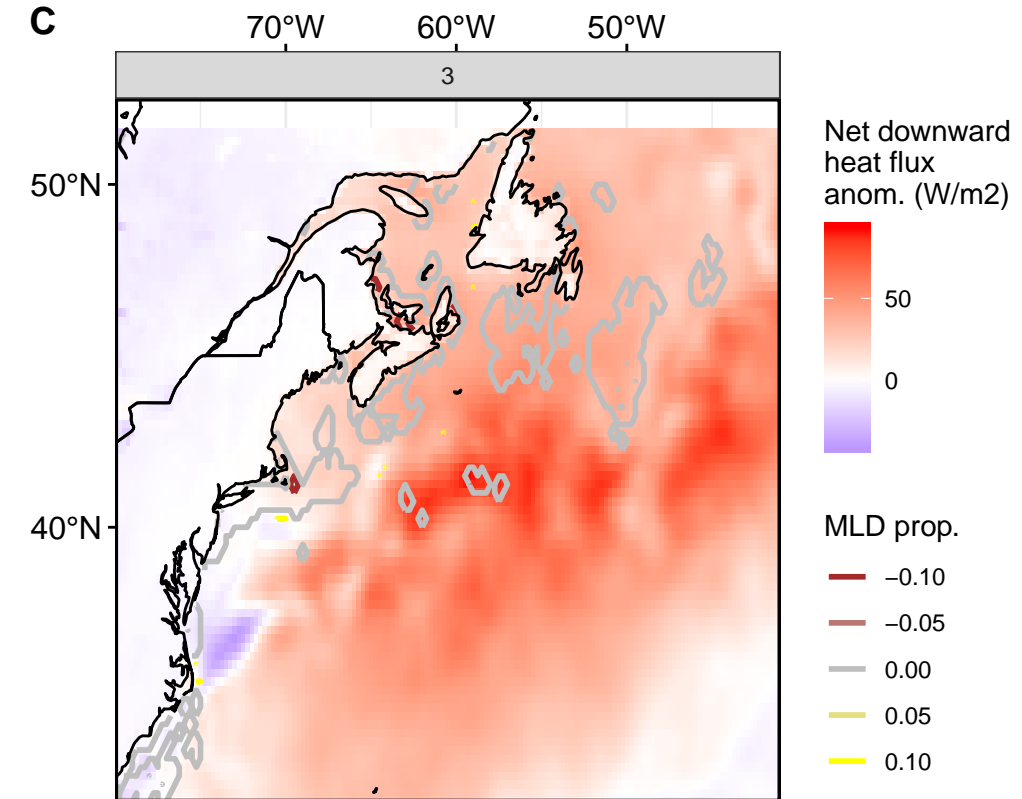 C
70°W 60°W 50°W
3
50°N
40°N
Net downward
heat flux
anom. (W/m2)
50
0
MLD prop.
−0.10
−0.05
0.00
0.05
0.10